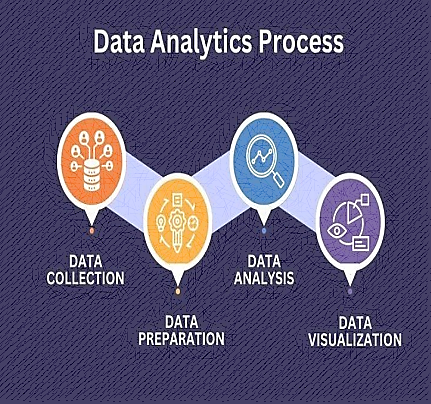 Data Analytics Process
DATA
COLLECTION
DATA
PREPARATION
DATA
ANALYSIS
DATA
VISUALIZATION